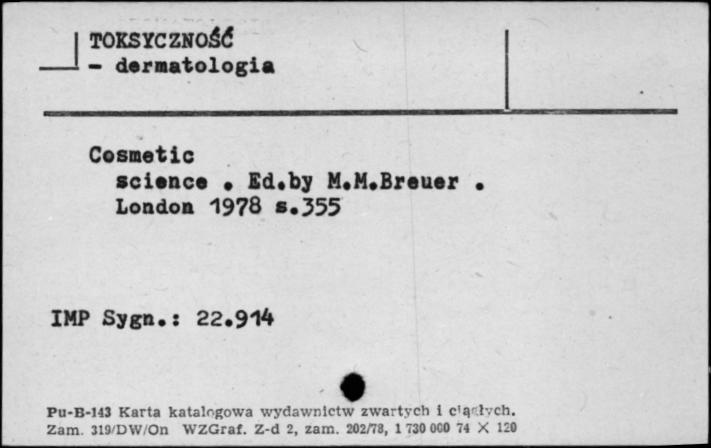 TOKSYCZNOŚĆ
- dermatologia
Cosmetic
science . Ed.by M.M.Breuer .
London 1978 s.355
IMP Sygn.: 22.914
Pu-B-143 Karta katalogowa wydawnictw zwartych i ciągłych.
Zam. 319/DW/On WZGraf. Z-d 2, zam. 202/78, 1 730 000 74 X 120